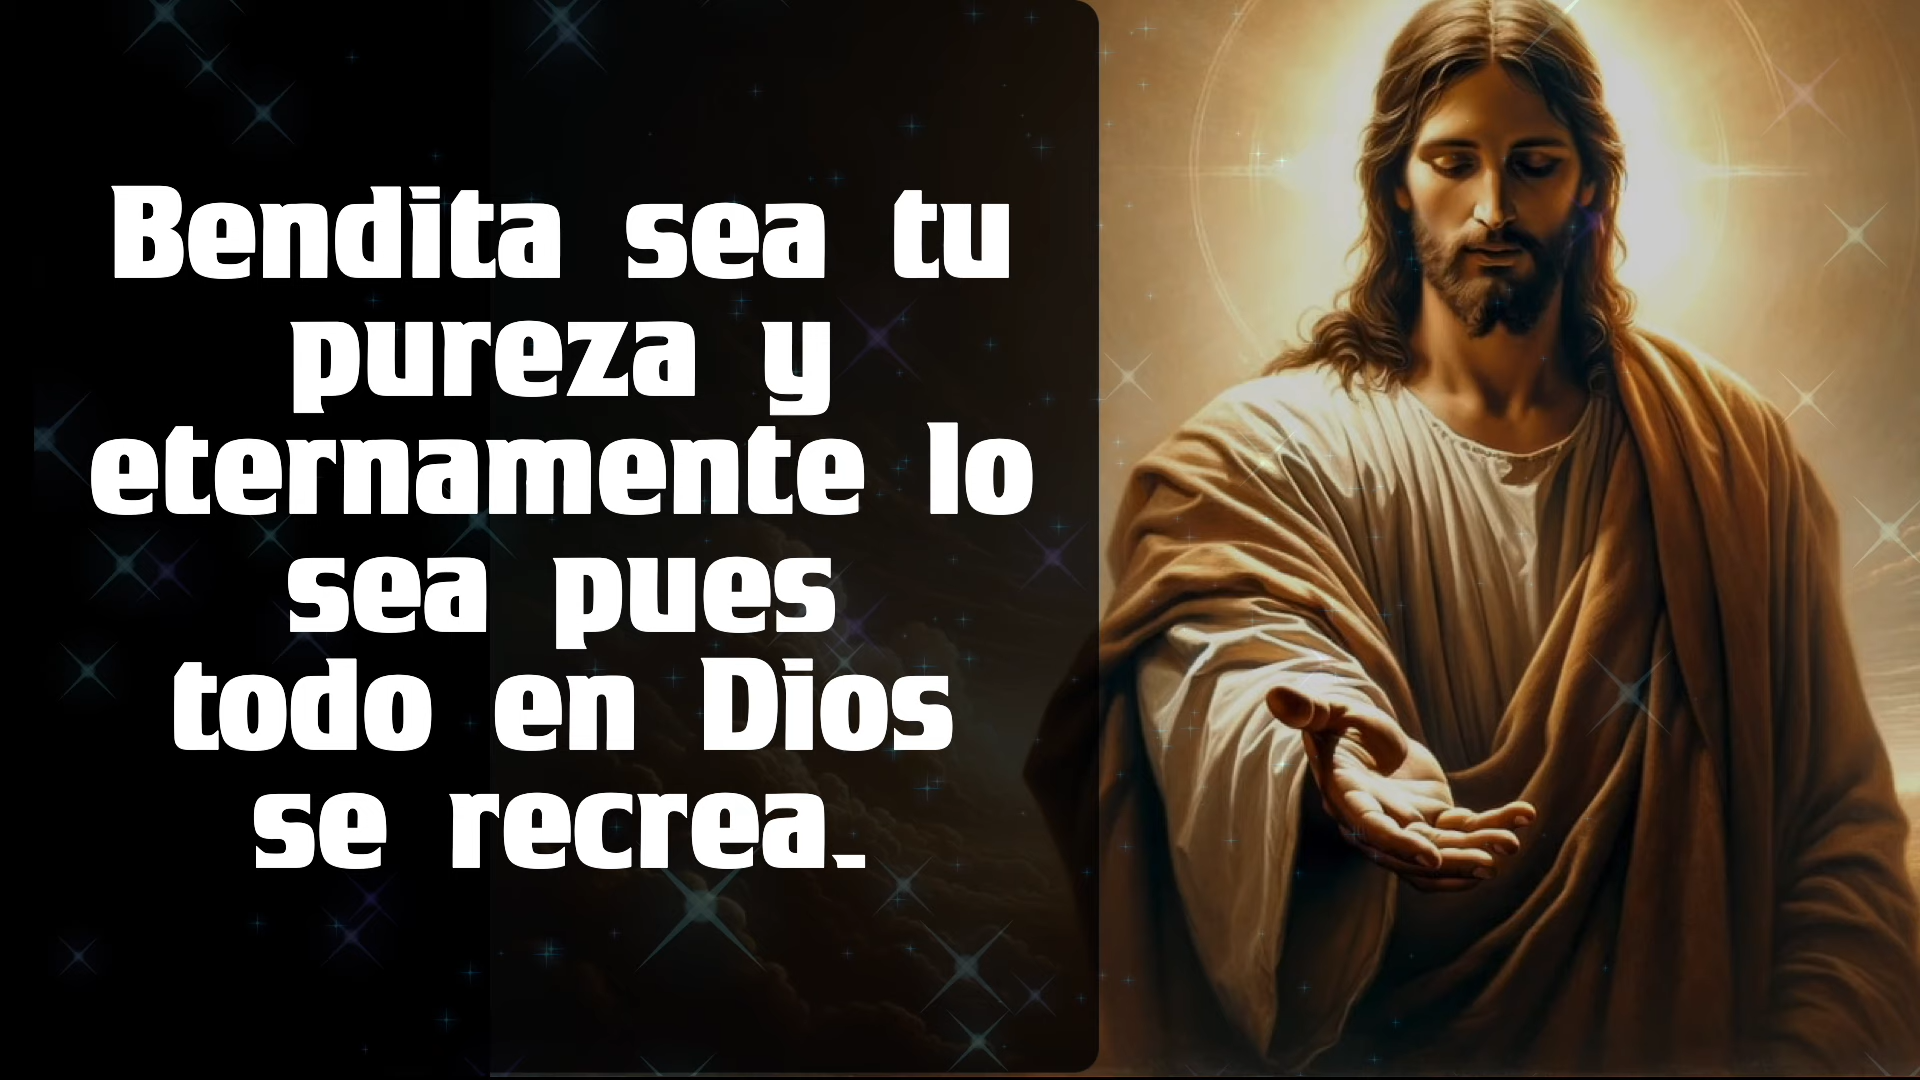 Bendita sea tu
pureza y
eternamente lo
sea pues
todo en Dios
se recrea.